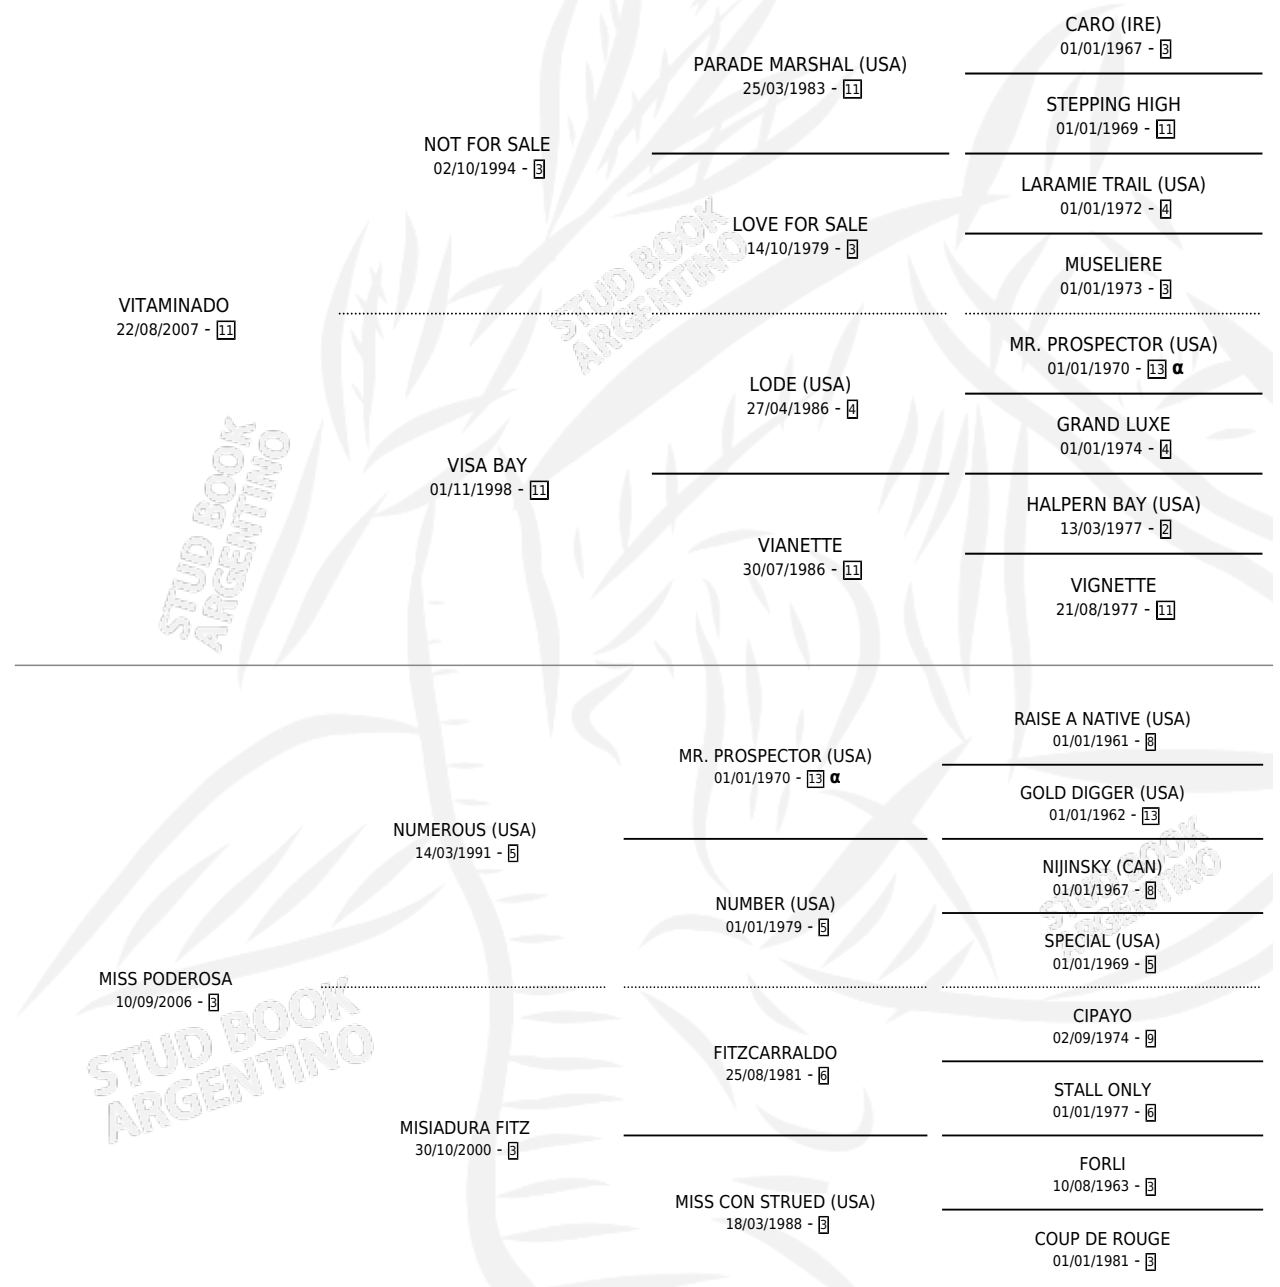 CARO (IRE)
01/01/1967 - 3
PARADE MARSHAL (USA)
25/03/1983 - 11
STEPPING HIGH
01/01/1969 - 11
NOT FOR SALE
02/10/1994 - 3
LARAMIE TRAIL (USA)
01/01/1972 - 4
LOVE FOR SALE
14/10/1979 - 3
MUSELIERE
01/01/1973 - 3
STUD BOOK
ARGENTINO
VITAMINADO
22/08/2007 - 11
MR. PROSPECTOR (USA)
01/01/1970 - 13 α
LODE (USA)
27/04/1986 - 4
GRAND LUXE
01/01/1974 - 4
VISA BAY
01/11/1998 - 11
HALPERN BAY (USA)
13/03/1977 - 2
VIANETTE
30/07/1986 - 11
VIGNETTE
21/08/1977 - 11
STUD BOOK
ARGENTINO
RAISE A NATIVE (USA)
01/01/1961 - 8
MR. PROSPECTOR (USA)
01/01/1970 - 13 α
GOLD DIGGER (USA)
01/01/1962 - 13
NUMEROUS (USA)
14/03/1991 - 5
NIJINSKY (CAN)
01/01/1967 - 8
NUMBER (USA)
01/01/1979 - 5
SPECIAL (USA)
01/01/1969 - 5
STUD BOOK
ARGENTINO
MISS PODEROSA
10/09/2006 - 3
CIPAYO
02/09/1974 - 9
FITZCARRALDO
25/08/1981 - 6
STALL ONLY
01/01/1977 - 6
STUD BOOK
ARGENTINO
MISIADURA FITZ
30/10/2000 - 3
FORLI
10/08/1963 - 3
MISS CON STRUED (USA)
18/03/1988 - 3
COUP DE ROUGE
01/01/1981 - 3